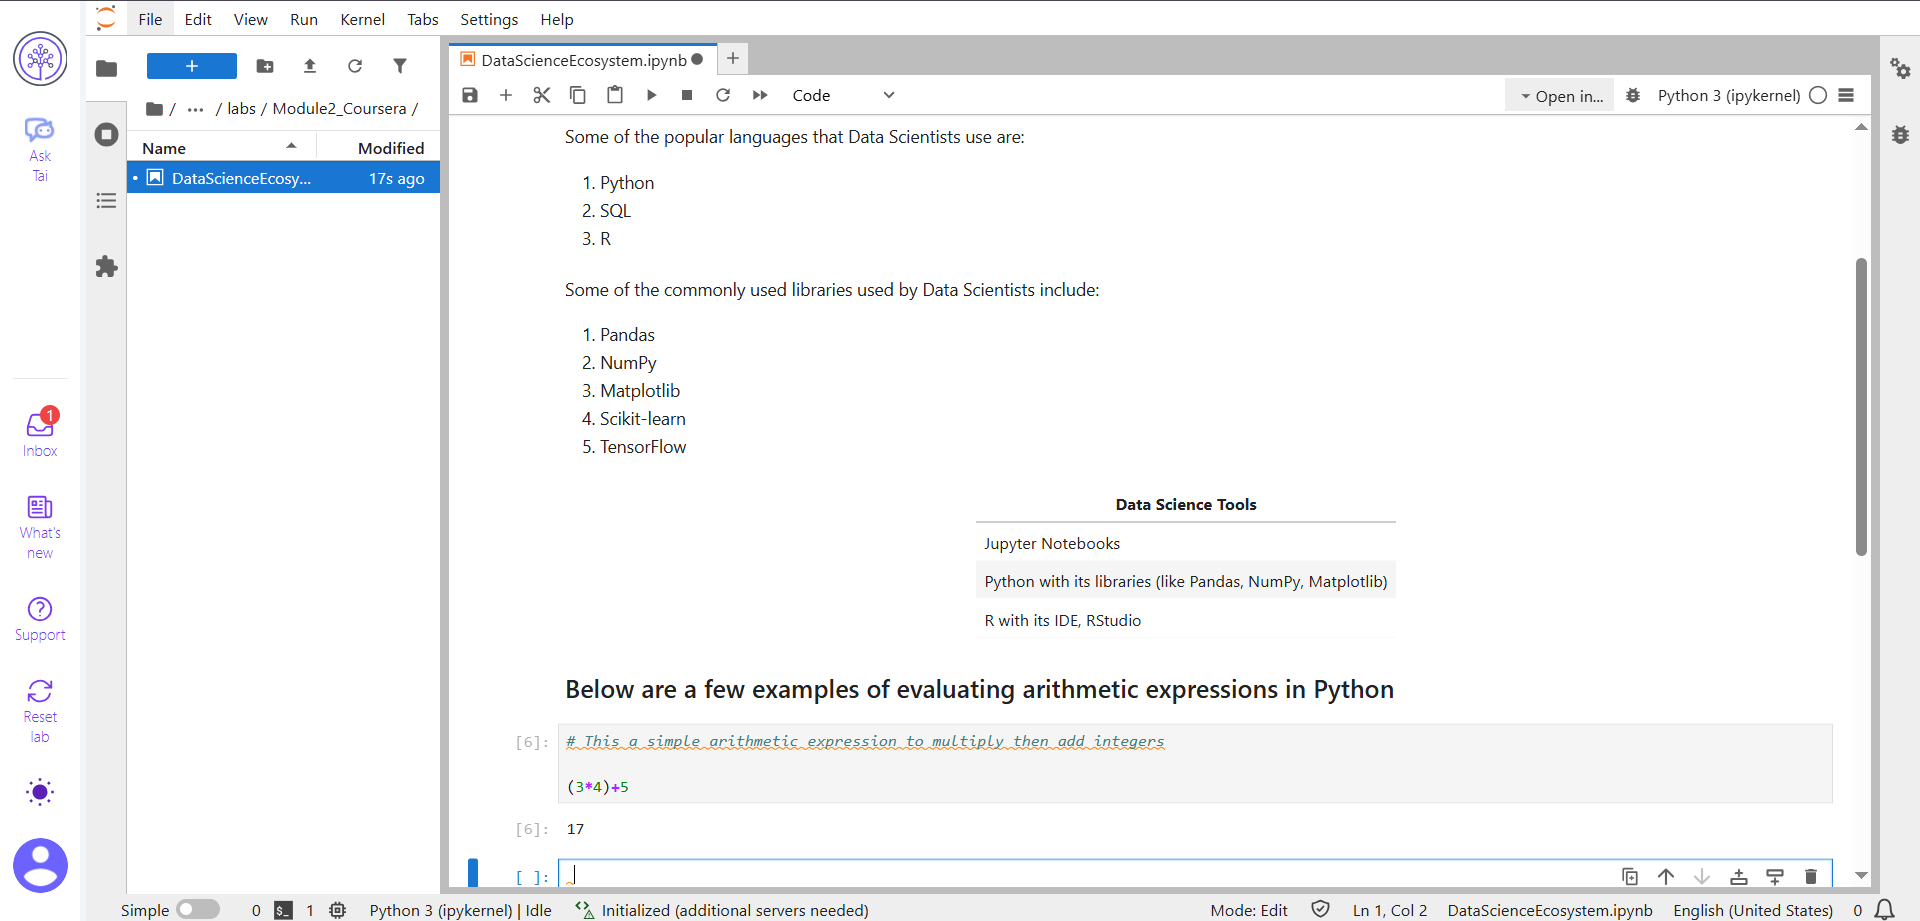 File Edit View Run Kernel Tabs Settings Help
Ask
Tai
Inbox
1
What's
new
Support
Reset
lab
+
/ ... / labs / Module2_Coursera /
Name Modified
DataScienceEcosy... 17s ago
DataScienceEcosystem.ipynb
+
Code
Open in...
Python 3 (ipykernel)
Some of the popular languages that Data Scientists use are:
1. Python
2. SQL
3. R
Some of the commonly used libraries used by Data Scientists include:
1. Pandas
2. NumPy
3. Matplotlib
4. Scikit-learn
5. TensorFlow
Data Science Tools
Jupyter Notebooks
Python with its libraries (like Pandas, NumPy, Matplotlib)
R with its IDE, RStudio
Below are a few examples of evaluating arithmetic expressions in Python
[6]: # This a simple arithmetic expression to multiply then add integers
(3*4)+5
[6]: 17
[ ]:
Simple 0 $_ 1 Python 3 (ipykernel) | Idle Initialized (additional servers needed) Mode: Edit Ln 1, Col 2 DataScienceEcosystem.ipynb English (United States) 0